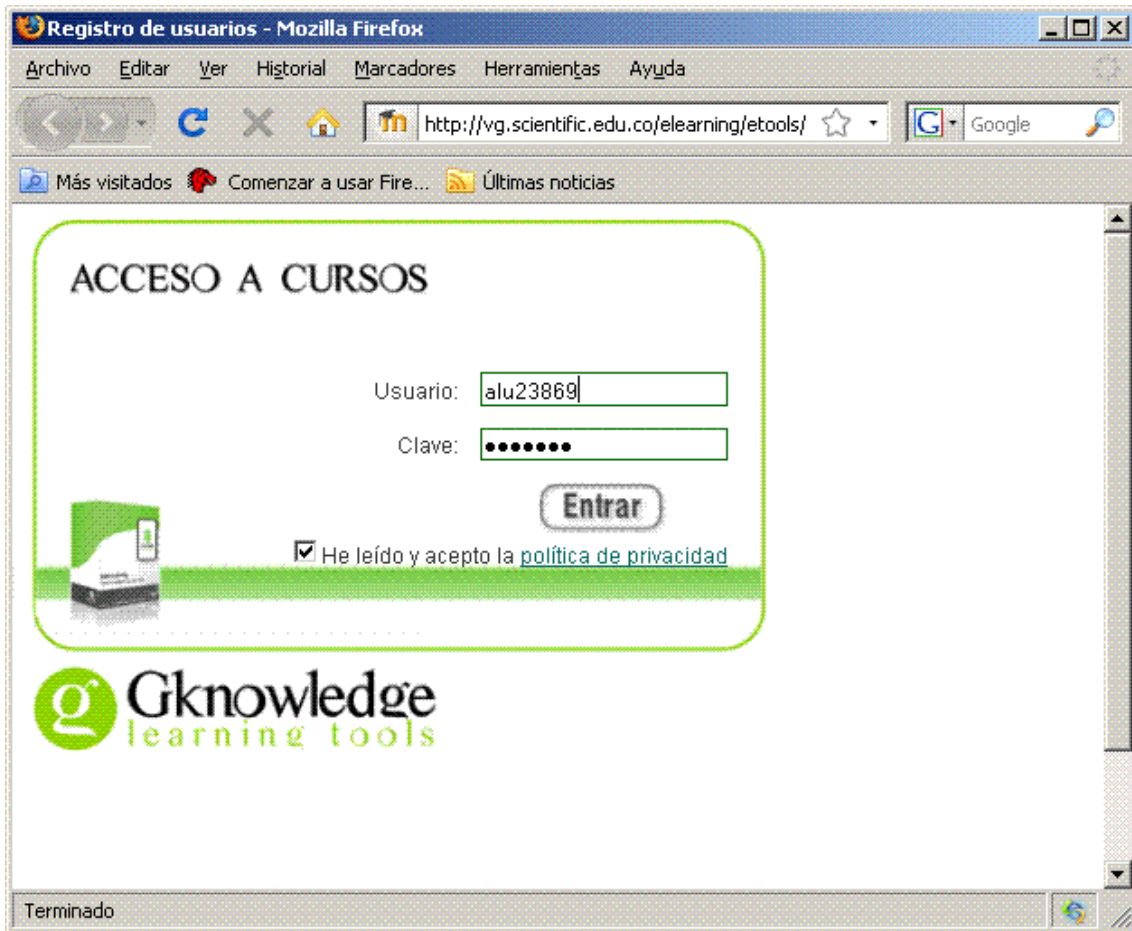 Registro de usuarios - Mozilla Firefox
Archivo Editar Ver Historial Marcadores Herramientas Ayuda
http://vg.scientific.edu.co/elearning/etools/ G Google
Más visitados Comenzar a usar Fire... Últimas noticias
ACCESO A CURSOS
Usuario: alu23869
Clave: •••••••
Entrar
He leído y acepto la política de privacidad
g Gknowledge
learning tools
Terminado